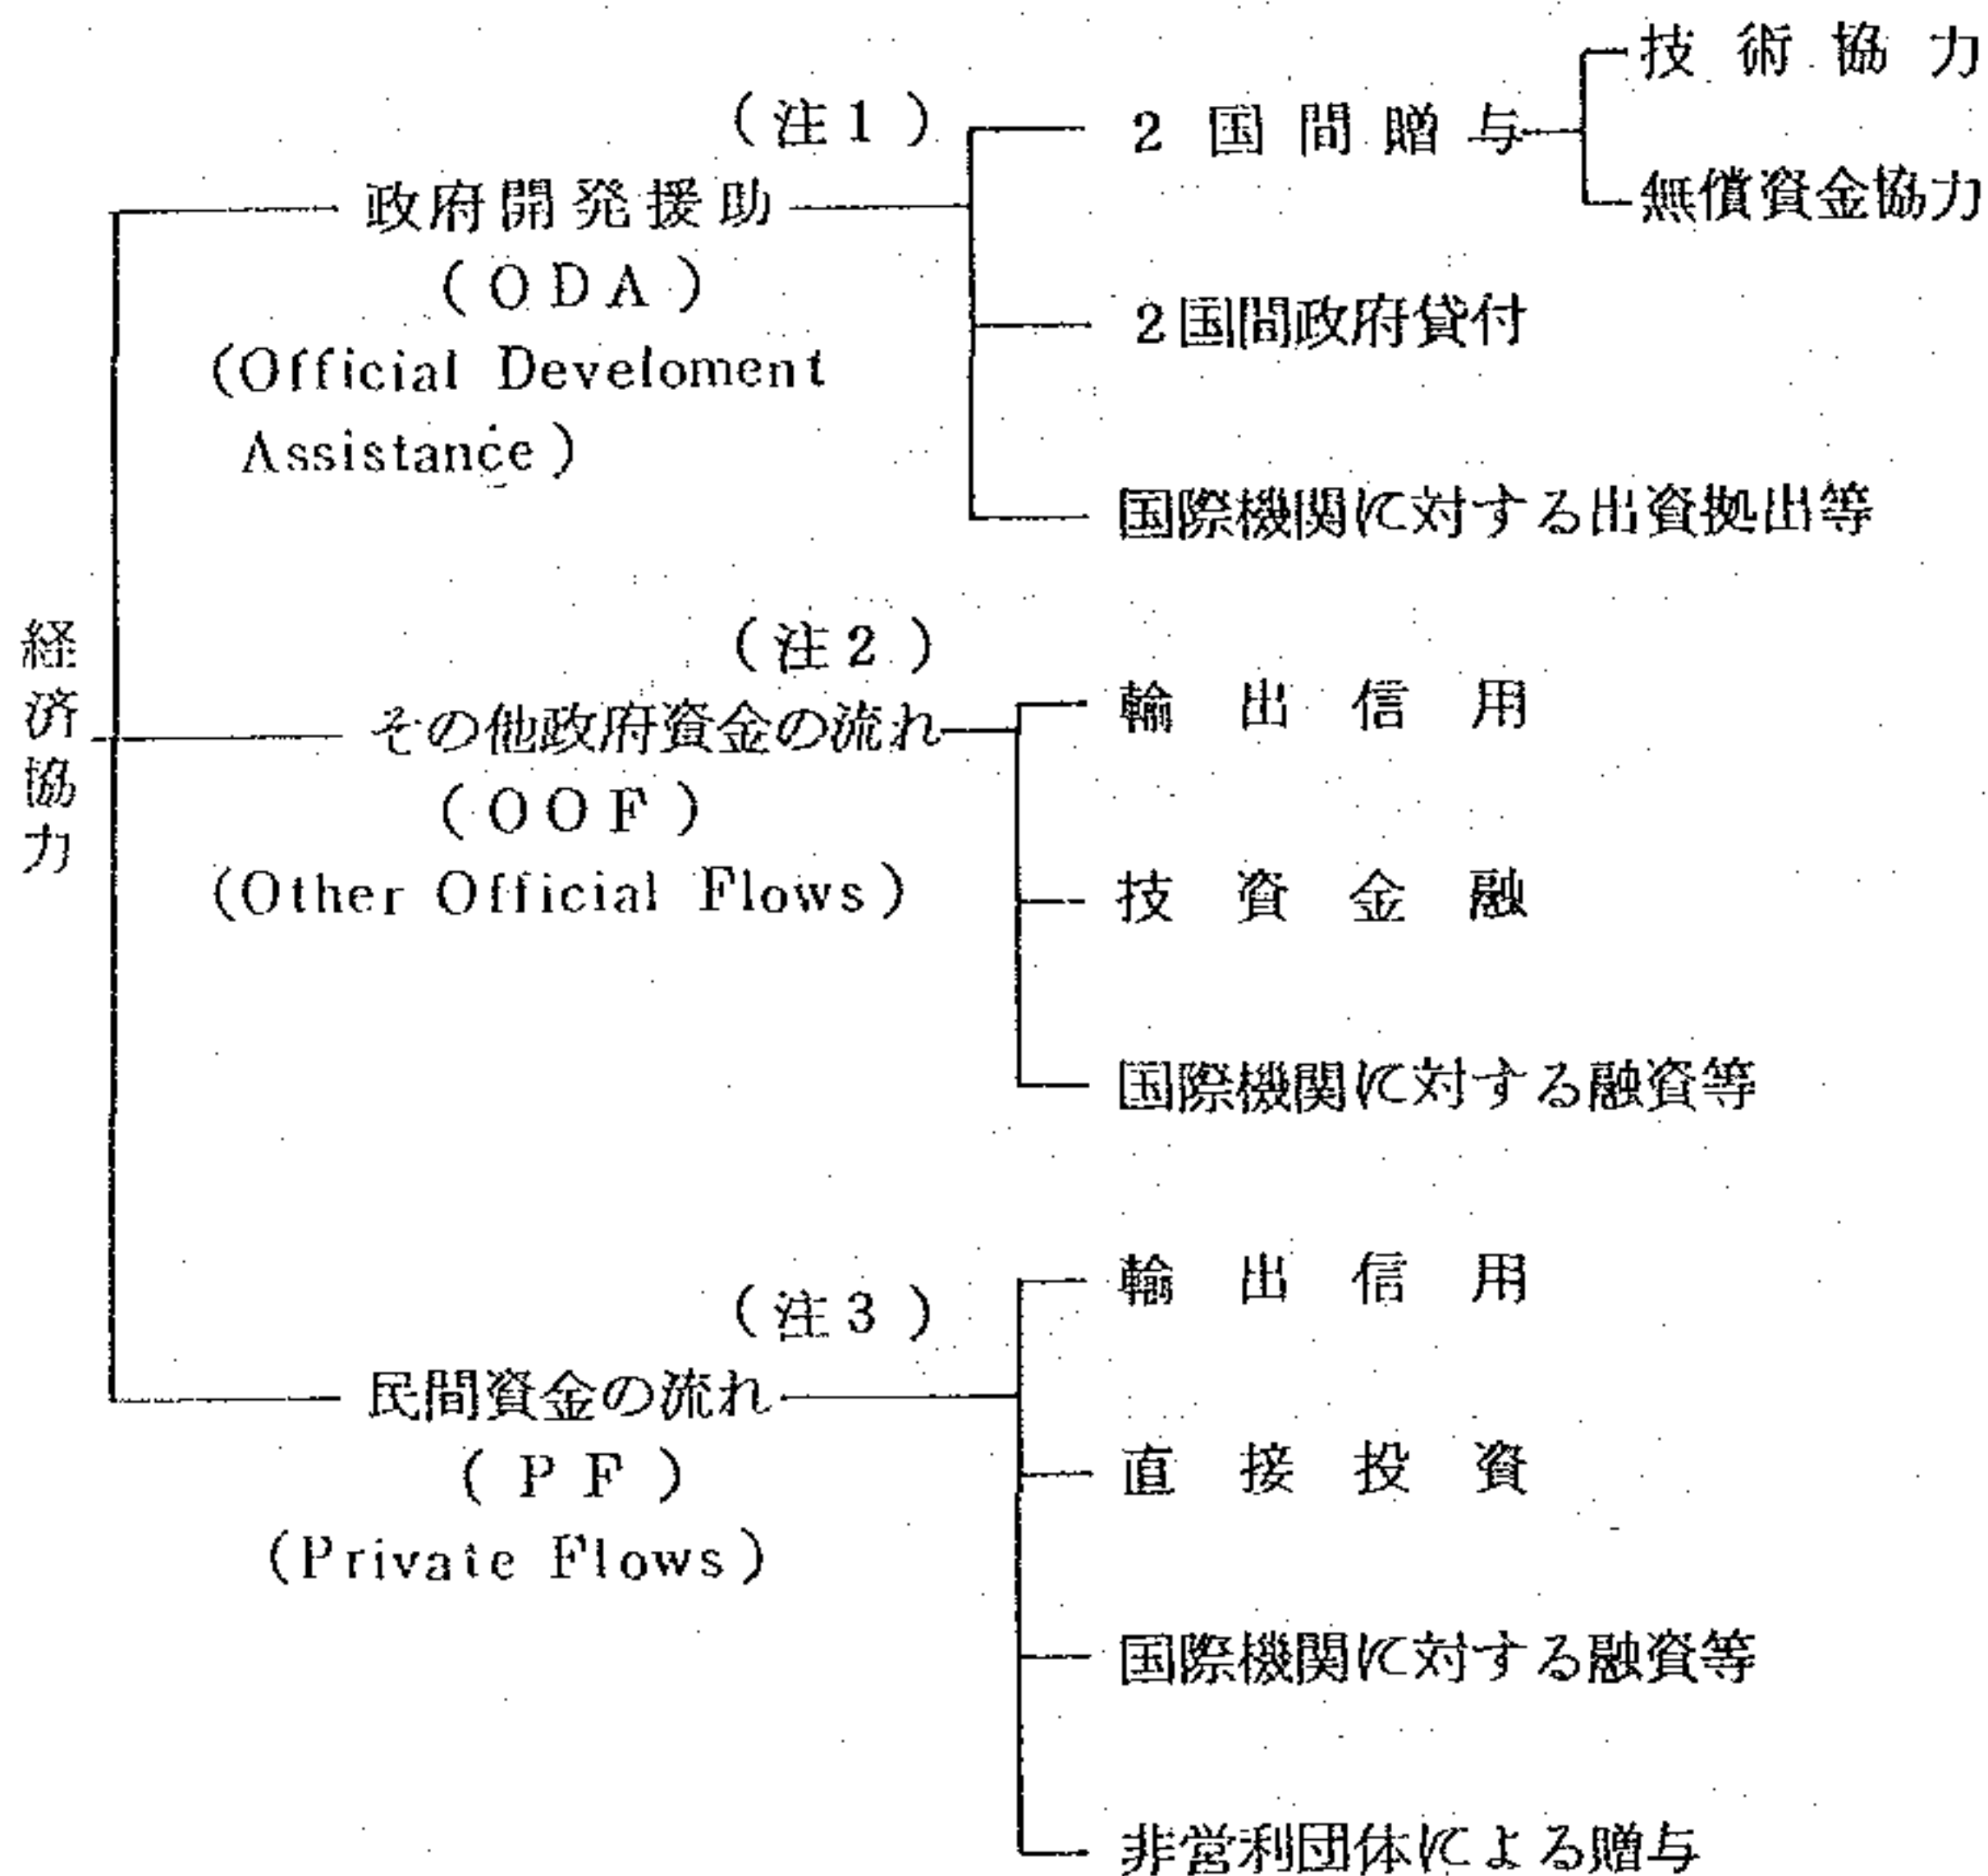 経済協力
(注1)
政府開発援助
(ODA)
(Official Develoment
Assistance)
2国間贈与
技術協力
無償資金協力
2国間政府貸付
国際機関に対する出資拠出等
(注2)
その他政府資金の流れ
(OOF)
(Other Official Flows)
輸出信用
技資金融
国際機関に対する融資等
(注3)
民間資金の流れ
(PF)
(Private Flows)
輸出信用
直接投資
国際機関に対する融資等
非営利団体による贈与